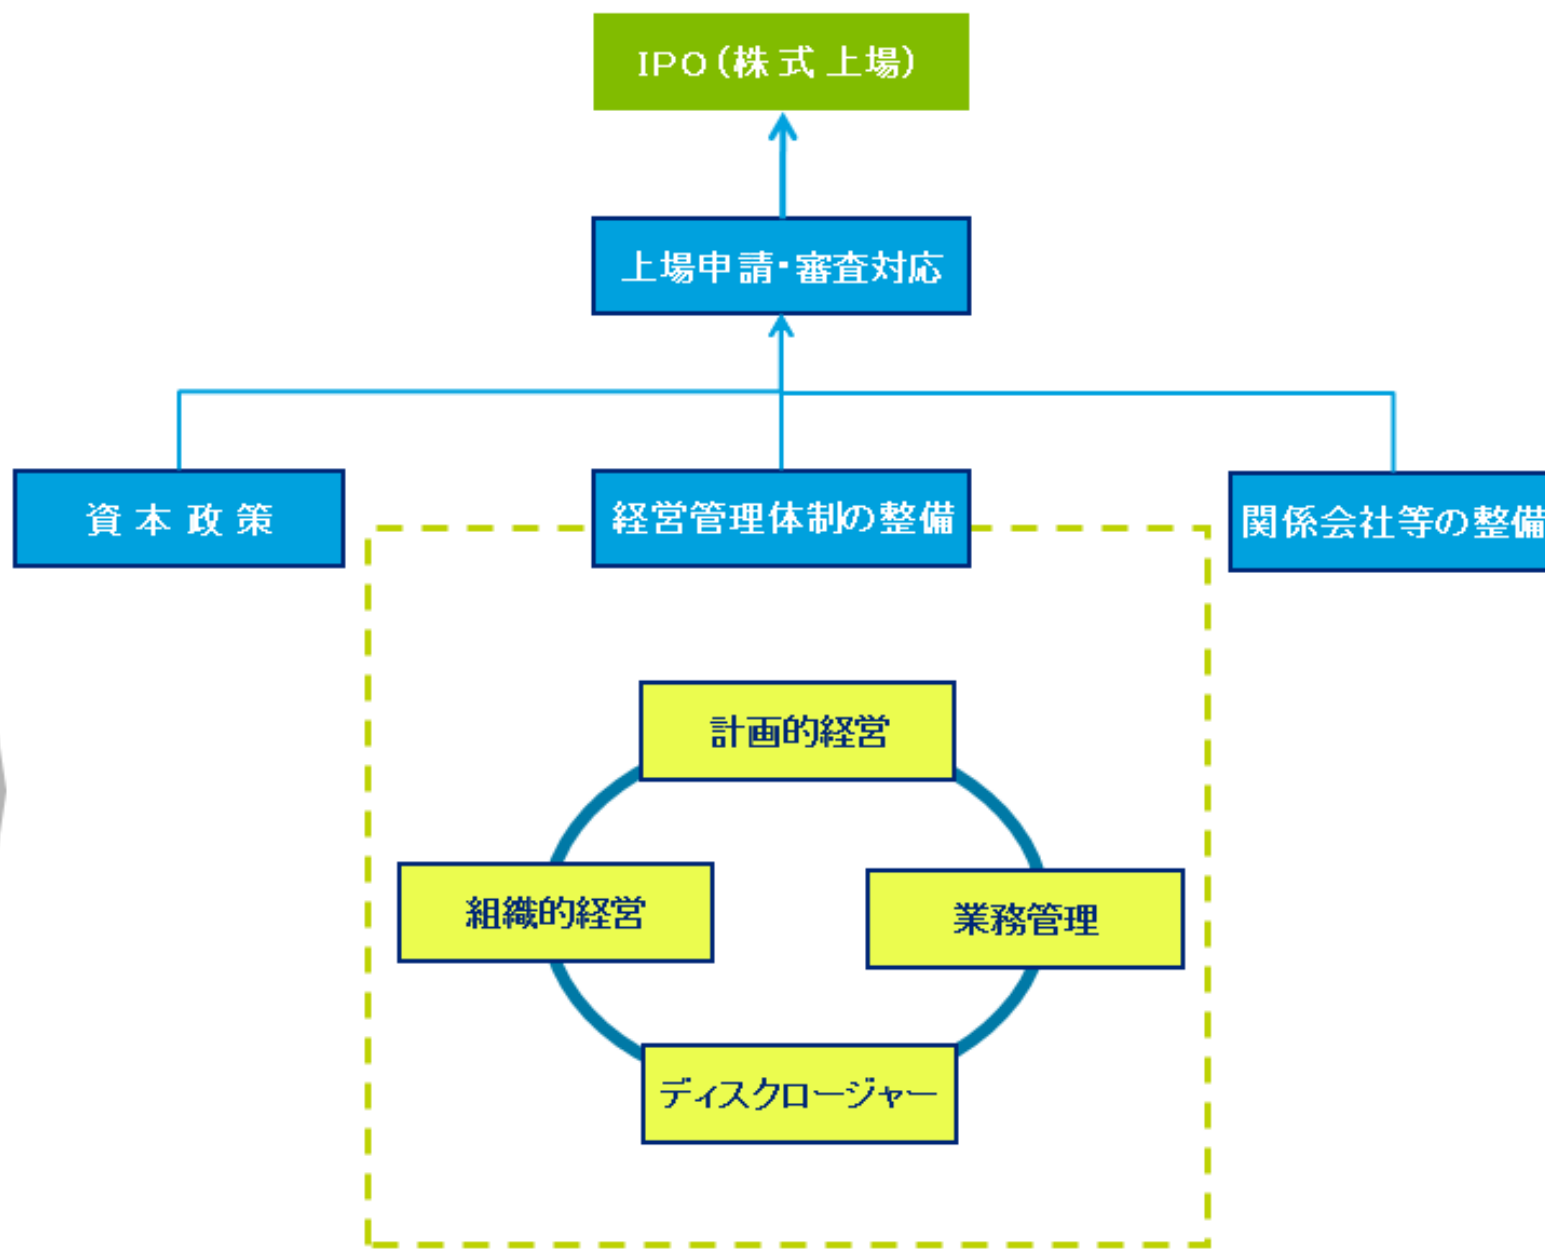 IPO(株式上場)
上場申請・審査対応
資本政策
経営管理体制の整備
関係会社等の整備
計画的経営
組織的経営
業務管理
ディスクロージャー